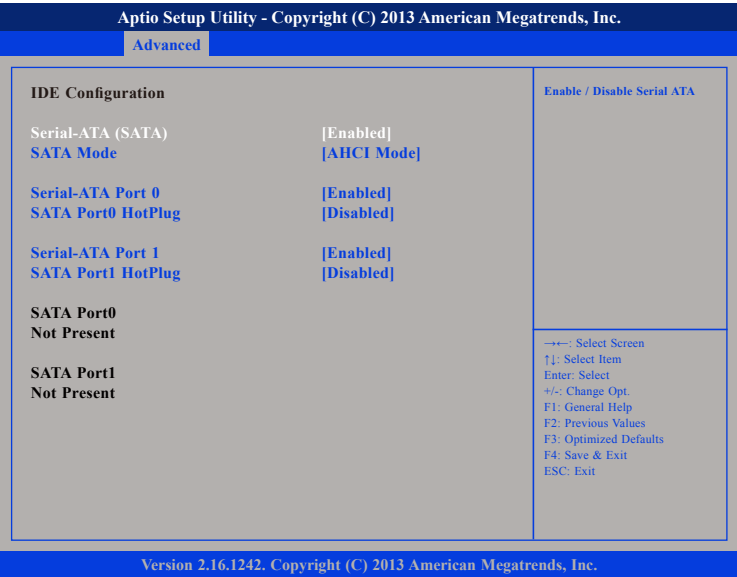 Aptio Setup Utility - Copyright (C) 2013 American Megatrends, Inc.
Advanced
IDE Configuration
Serial-ATA (SATA) [Enabled]
SATA Mode [AHCI Mode]
Serial-ATA Port 0 [Enabled]
SATA Port0 HotPlug [Disabled]
Serial-ATA Port 1 [Enabled]
SATA Port1 HotPlug [Disabled]
SATA Port0
Not Present
SATA Port1
Not Present
Enable / Disable Serial ATA
→←: Select Screen
↑↓: Select Item
Enter: Select
+/-: Change Opt.
F1: General Help
F2: Previous Values
F3: Optimized Defaults
F4: Save & Exit
ESC: Exit
Version 2.16.1242. Copyright (C) 2013 American Megatrends, Inc.